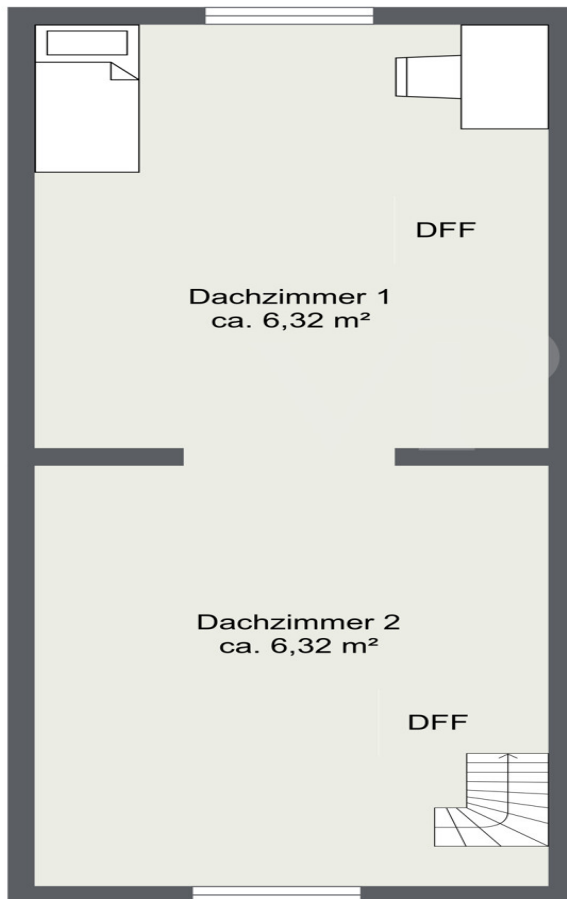 DFF
Dachzimmer 1
ca. 6,32 m²
Dachzimmer 2
ca. 6,32 m²
DFF